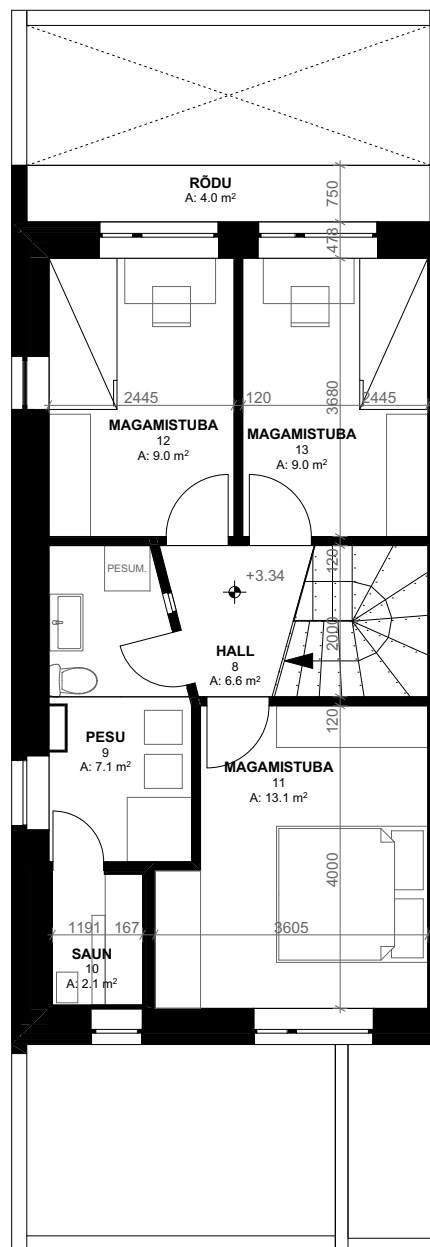 RÕDU
A: 4.0 m²
750
478
2445
120
3680
2445
MAGAMISTUBA
12
A: 9.0 m²
MAGAMISTUBA
13
A: 9.0 m²
PESUM.
+3.34
120
2000
HALL
8
A: 6.6 m²
120
PESU
9
A: 7.1 m²
MAGAMISTUBA
11
A: 13.1 m²
4000
1191
167
3605
SAUN
10
A: 2.1 m²